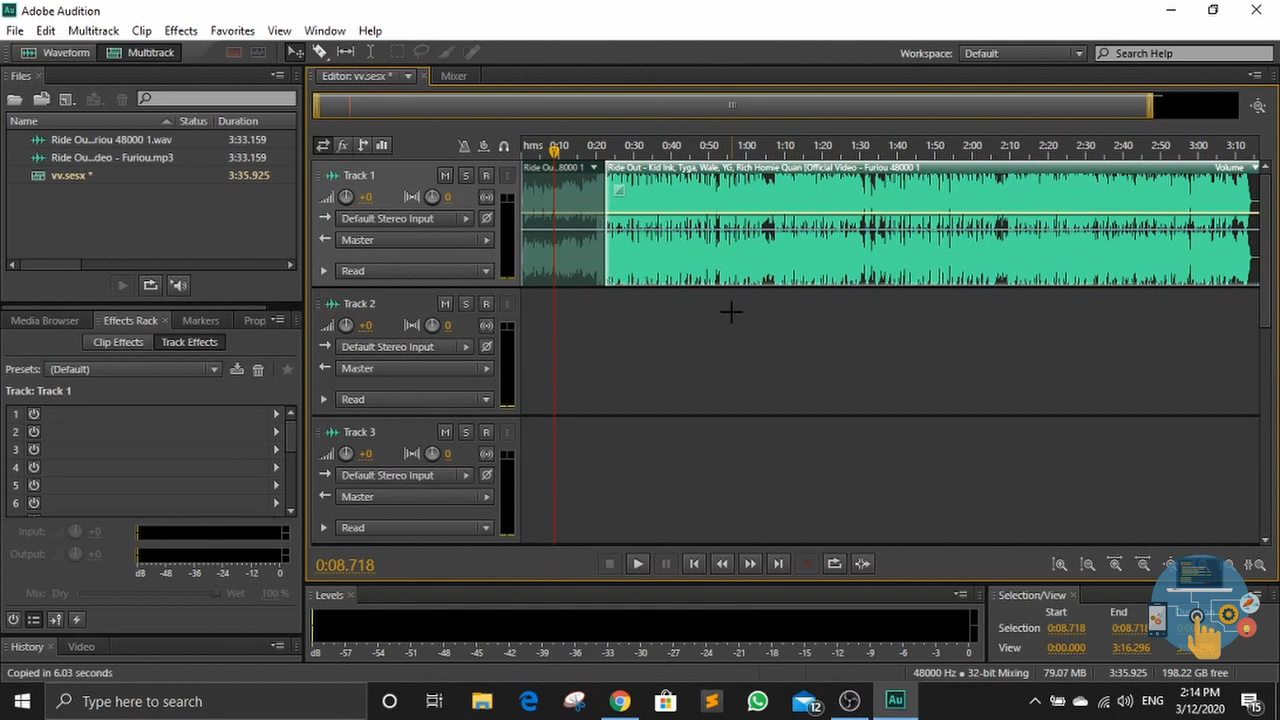 Au Adobe Audition
File Edit Multitrack Clip Effects Favorites View Window Help
Waveform Multitrack Workspace: Default Search Help
Files × Editor: vv.sesx * × Mixer
Name Status Duration
Ride Ou...riou 48000 1.wav 3:33.159
Ride Ou...deo - Furiou.mp3 3:33.159
vv.sesx * 3:35.925
hms 0:10 0:20 0:30 0:40 0:50 1:00 1:10 1:20 1:30 1:40 1:50 2:00 2:10 2:20 2:30 2:40 2:50 3:00 3:10
Ride Ou...8000 1 Ride Out - Kid Ink, Tyga, Wale, YG, Rich Homie Quan [Official Video - Furiou 48000 1 Volume
Track 1 M S R I
+0 0
Default Stereo Input
Master
Read
Track 2 M S R I
+0 0
Default Stereo Input
Master
Read
Track 3 M S R I
+0 0
Default Stereo Input
Master
Read
Media Browser Effects Rack × Markers Prop
Clip Effects Track Effects
Presets: (Default)
Track: Track 1
1
2
3
4
5
6
Input: +0
Output: +0
dB -48 -36 -24 -12 0
Mix: Dry Wet 100 %
History × Video
0:08.718
Levels ×
dB -57 -54 -51 -48 -45 -42 -39 -36 -33 -30 -27 -24 -21 -18 -15 -12 -9 -6 -3 0
Selection/View ×
Start End
Selection 0:08.718 0:08.718
View 0:00.000 3:16.296
Copied in 6.03 seconds 48000 Hz • 32-bit Mixing 79.07 MB 3:35.925 198.22 GB free
Type here to search 12 Au ENG 2:14 PM
3/12/2020 15